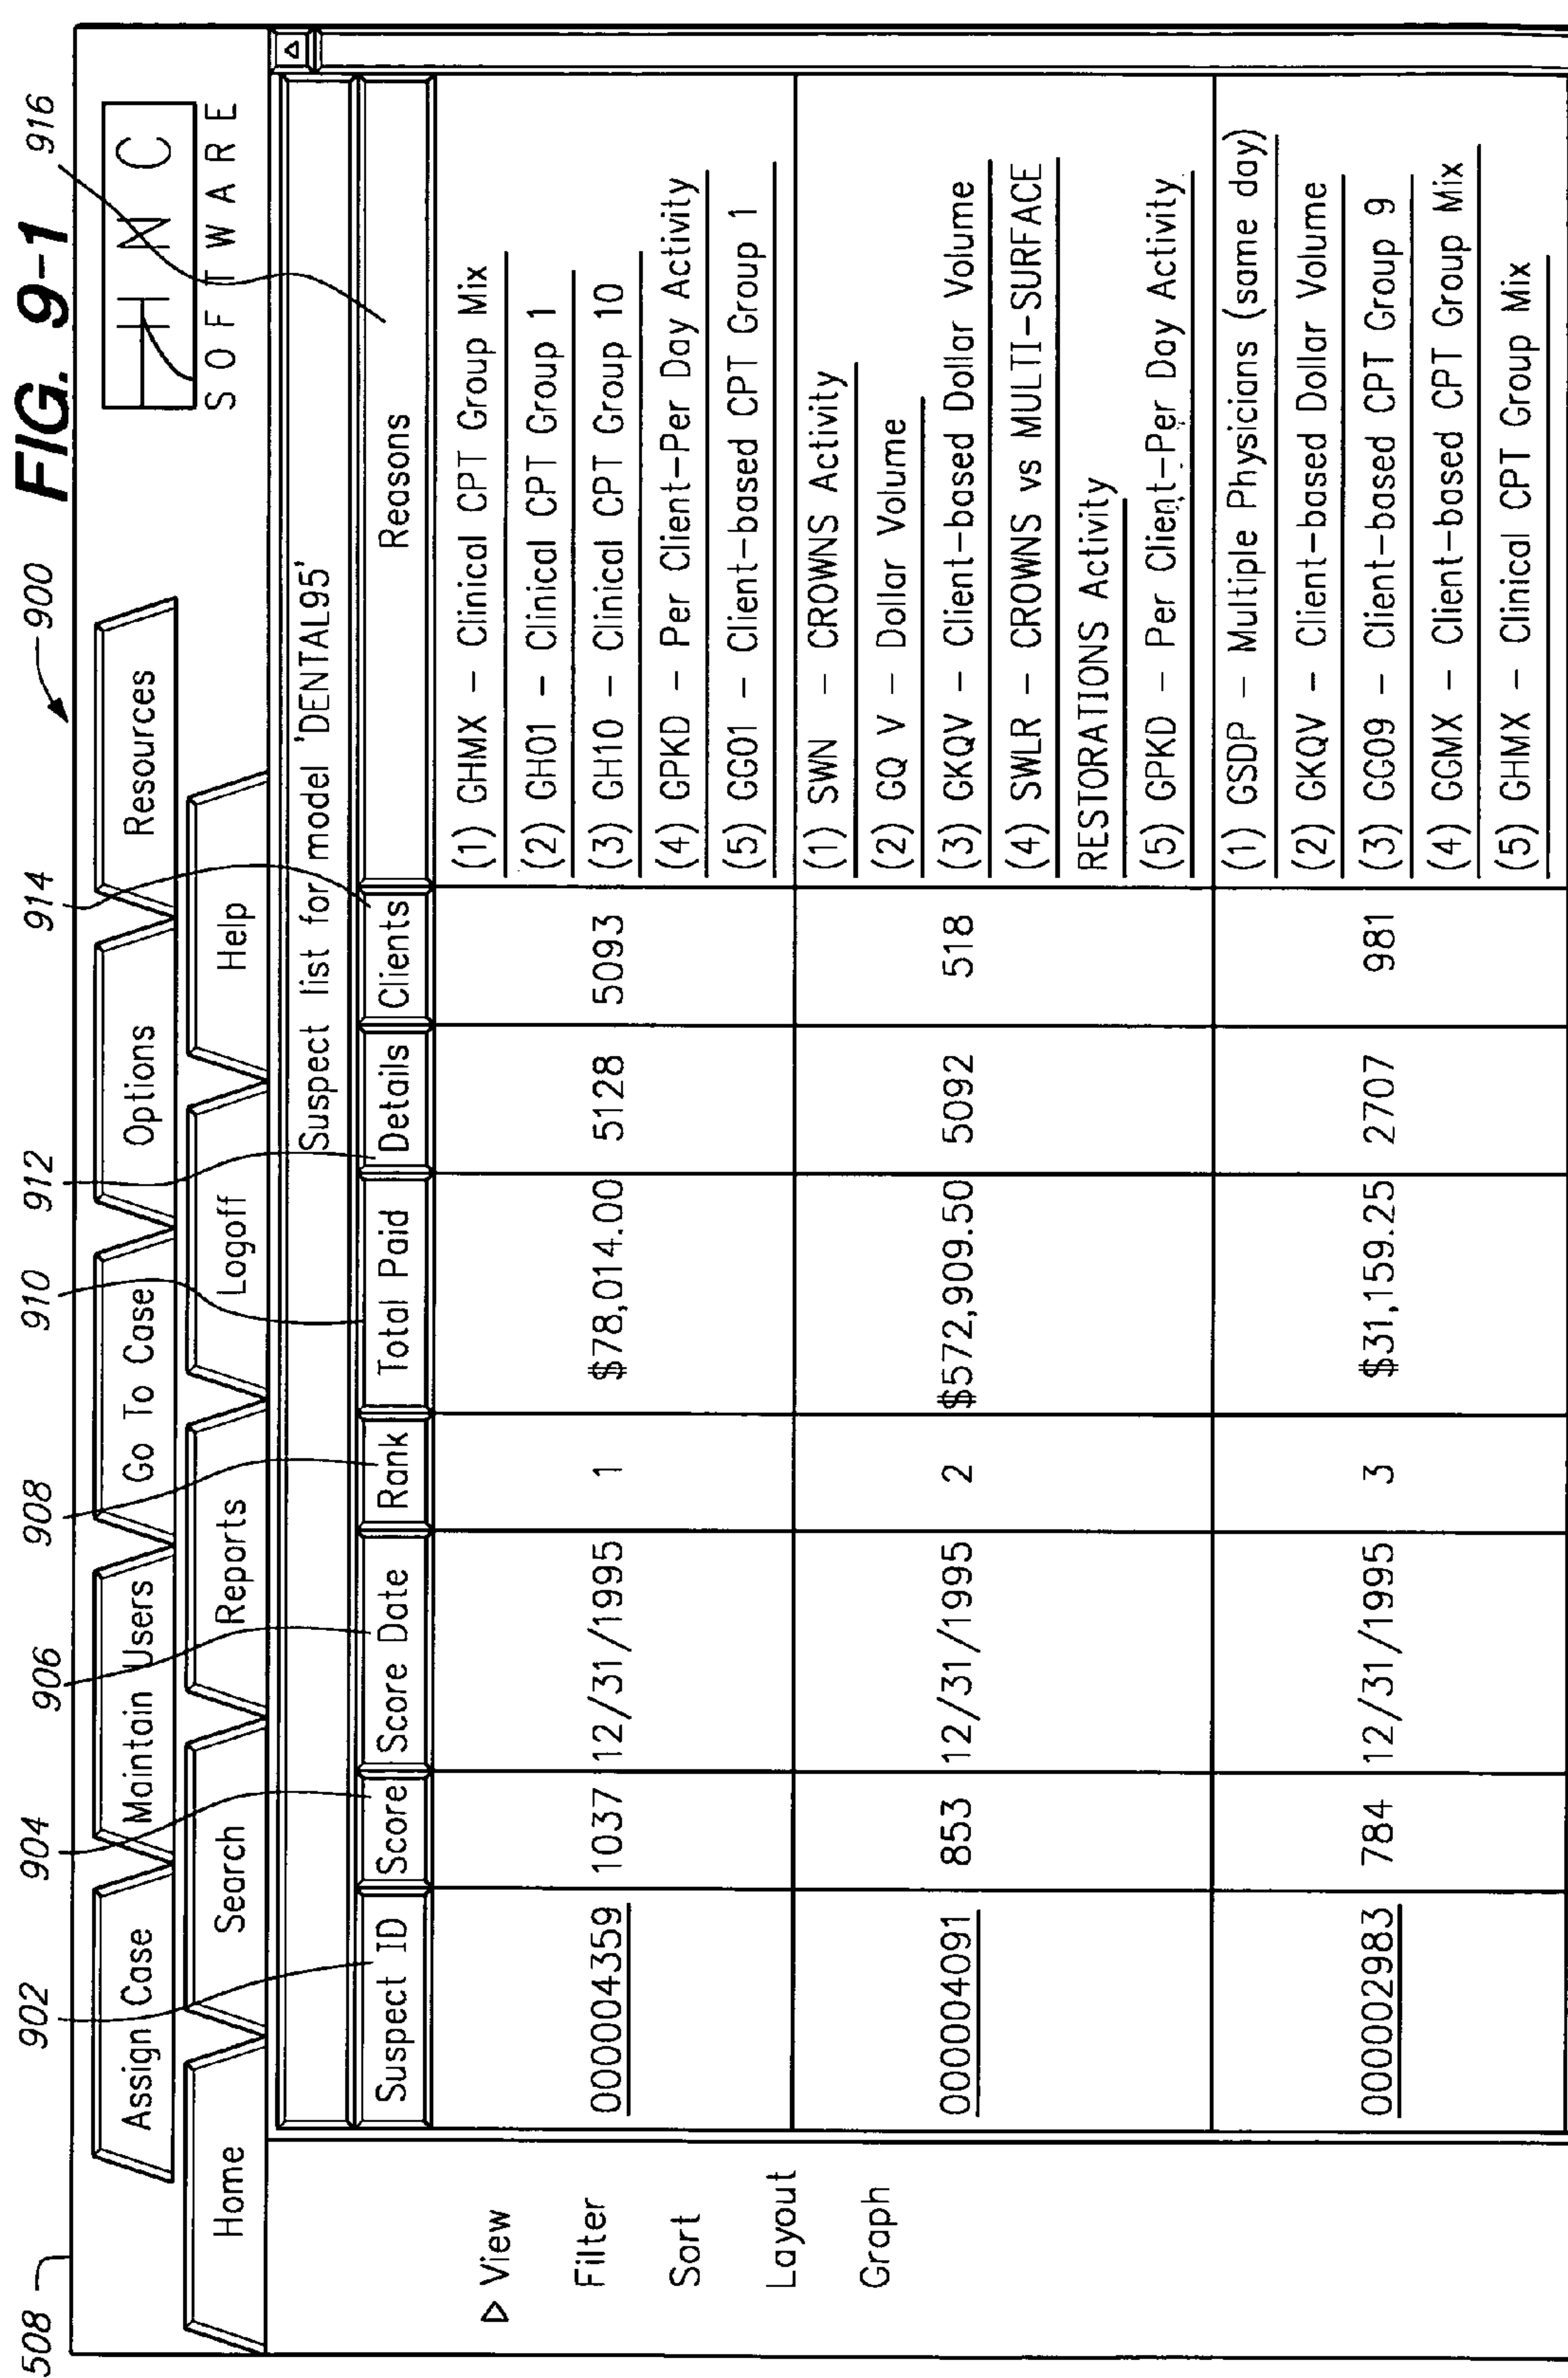 FIG. 9-1
900
508
902
904
906
908
910
912
914
916
Assign Case Maintain Users Go To Case Options Resources
Home Search Reports Logoff Help
HNC
SOFTWARE
▷ View
Filter
Sort
Layout
Graph
Suspect list for model 'DENTAL95'
Suspect ID Score Score Date Rank Total Paid Details Clients Reasons
000004359 1037 12/31/1995 1 $78,014.00 5128 5093
(1) GHMX – Clinical CPT Group Mix
(2) GH01 – Clinical CPT Group 1
(3) GH10 – Clinical CPT Group 10
(4) GPKD – Per Client-Per Day Activity
(5) GG01 – Client-based CPT Group 1
000004091 853 12/31/1995 2 $572,909.50 5092 518
(1) SWN – CROWNS Activity
(2) GQ V – Dollar Volume
(3) GKQV – Client-based Dollar Volume
(4) SWLR – CROWNS vs MULTI-SURFACE
RESTORATIONS Activity
(5) GPKD – Per Client-Per Day Activity
000002983 784 12/31/1995 3 $31,159.25 2707 981
(1) GSDP – Multiple Physicians (same day)
(2) GKQV – Client-based Dollar Volume
(3) GG09 – Client-based CPT Group 9
(4) GGMX – Client-based CPT Group Mix
(5) GHMX – Clinical CPT Group Mix